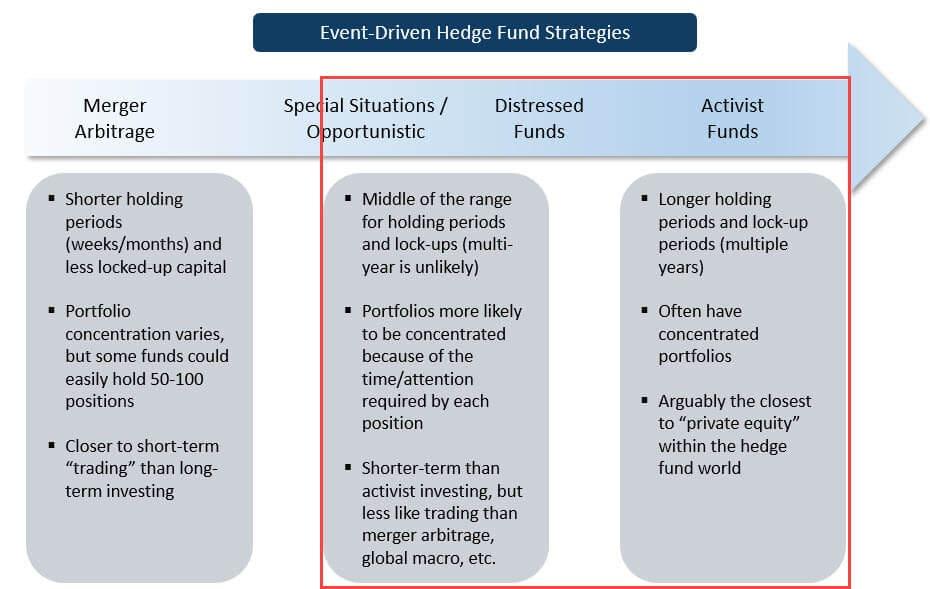 Event-Driven Hedge Fund Strategies
Merger
Arbitrage
Special Situations /
Opportunistic
Distressed
Funds
Activist
Funds
▪ Shorter holding
periods
(weeks/months) and
less locked-up capital
▪ Portfolio
concentration varies,
but some funds could
easily hold 50-100
positions
▪ Closer to short-term
“trading” than long-
term investing
▪ Middle of the range
for holding periods
and lock-ups (multi-
year is unlikely)
▪ Portfolios more likely
to be concentrated
because of the
time/attention
required by each
position
▪ Shorter-term than
activist investing, but
less like trading than
merger arbitrage,
global macro, etc.
▪ Longer holding
periods and lock-up
periods (multiple
years)
▪ Often have
concentrated
portfolios
▪ Arguably the closest
to “private equity”
within the hedge
fund world